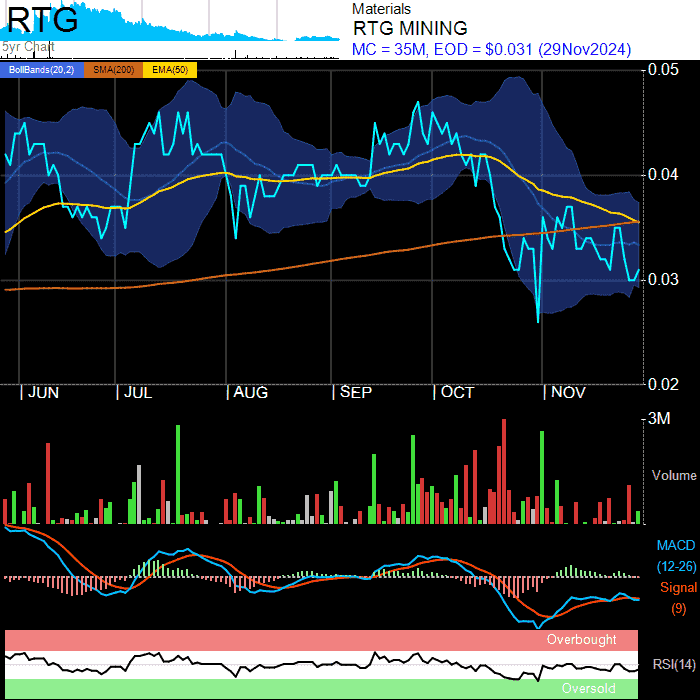 RTG
5yr Chart
Materials
RTG MINING
MC = 35M, EOD = $0.031 (29Nov2024)
BollBands(20,2) SMA(200) EMA(50)
0.05
0.04
0.03
0.02
| JUN | JUL | AUG | SEP | OCT | NOV
3M
Volume
MACD
(12-26)
Signal
(9)
Overbought
RSI(14)
Oversold